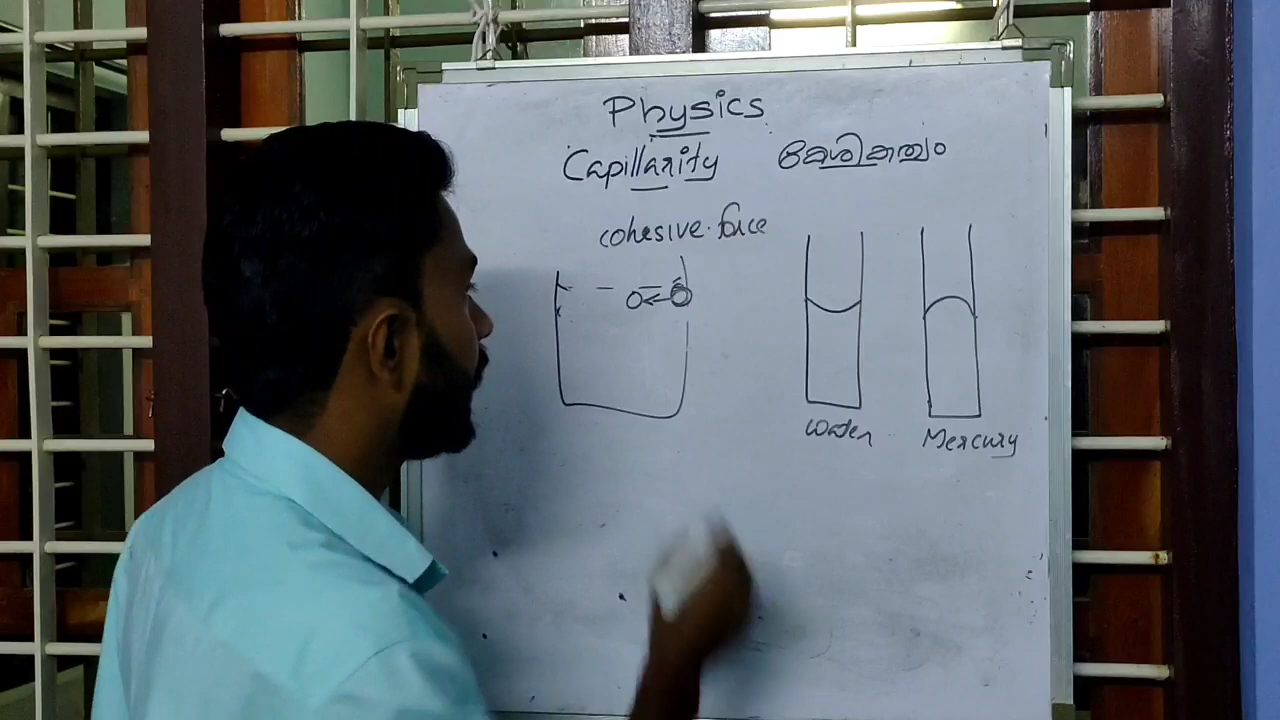 Physics
Capillarity കേശികത്വം
cohesive force
Water Mercury